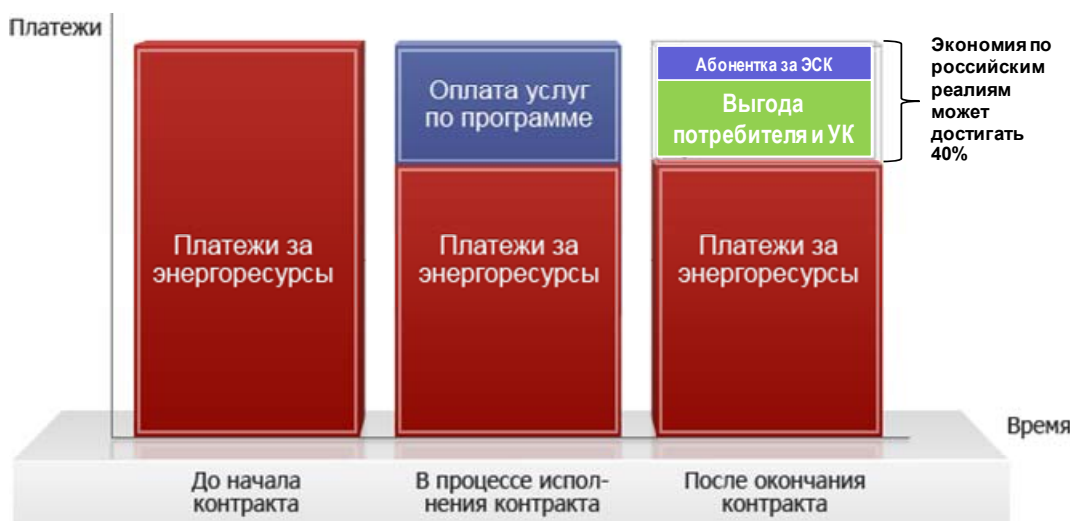 Платежи
Платежи за
энергоресурсы
Оплата услуг
по программе
Платежи за
энергоресурсы
Абонентка за ЭСК
Выгода
потребителя и УК
Платежи за
энергоресурсы
Экономия по
российским
реалиям
может
достигать
40%
Время
До начала
контракта
В процессе испол-
нения контракта
После окончания
контракта